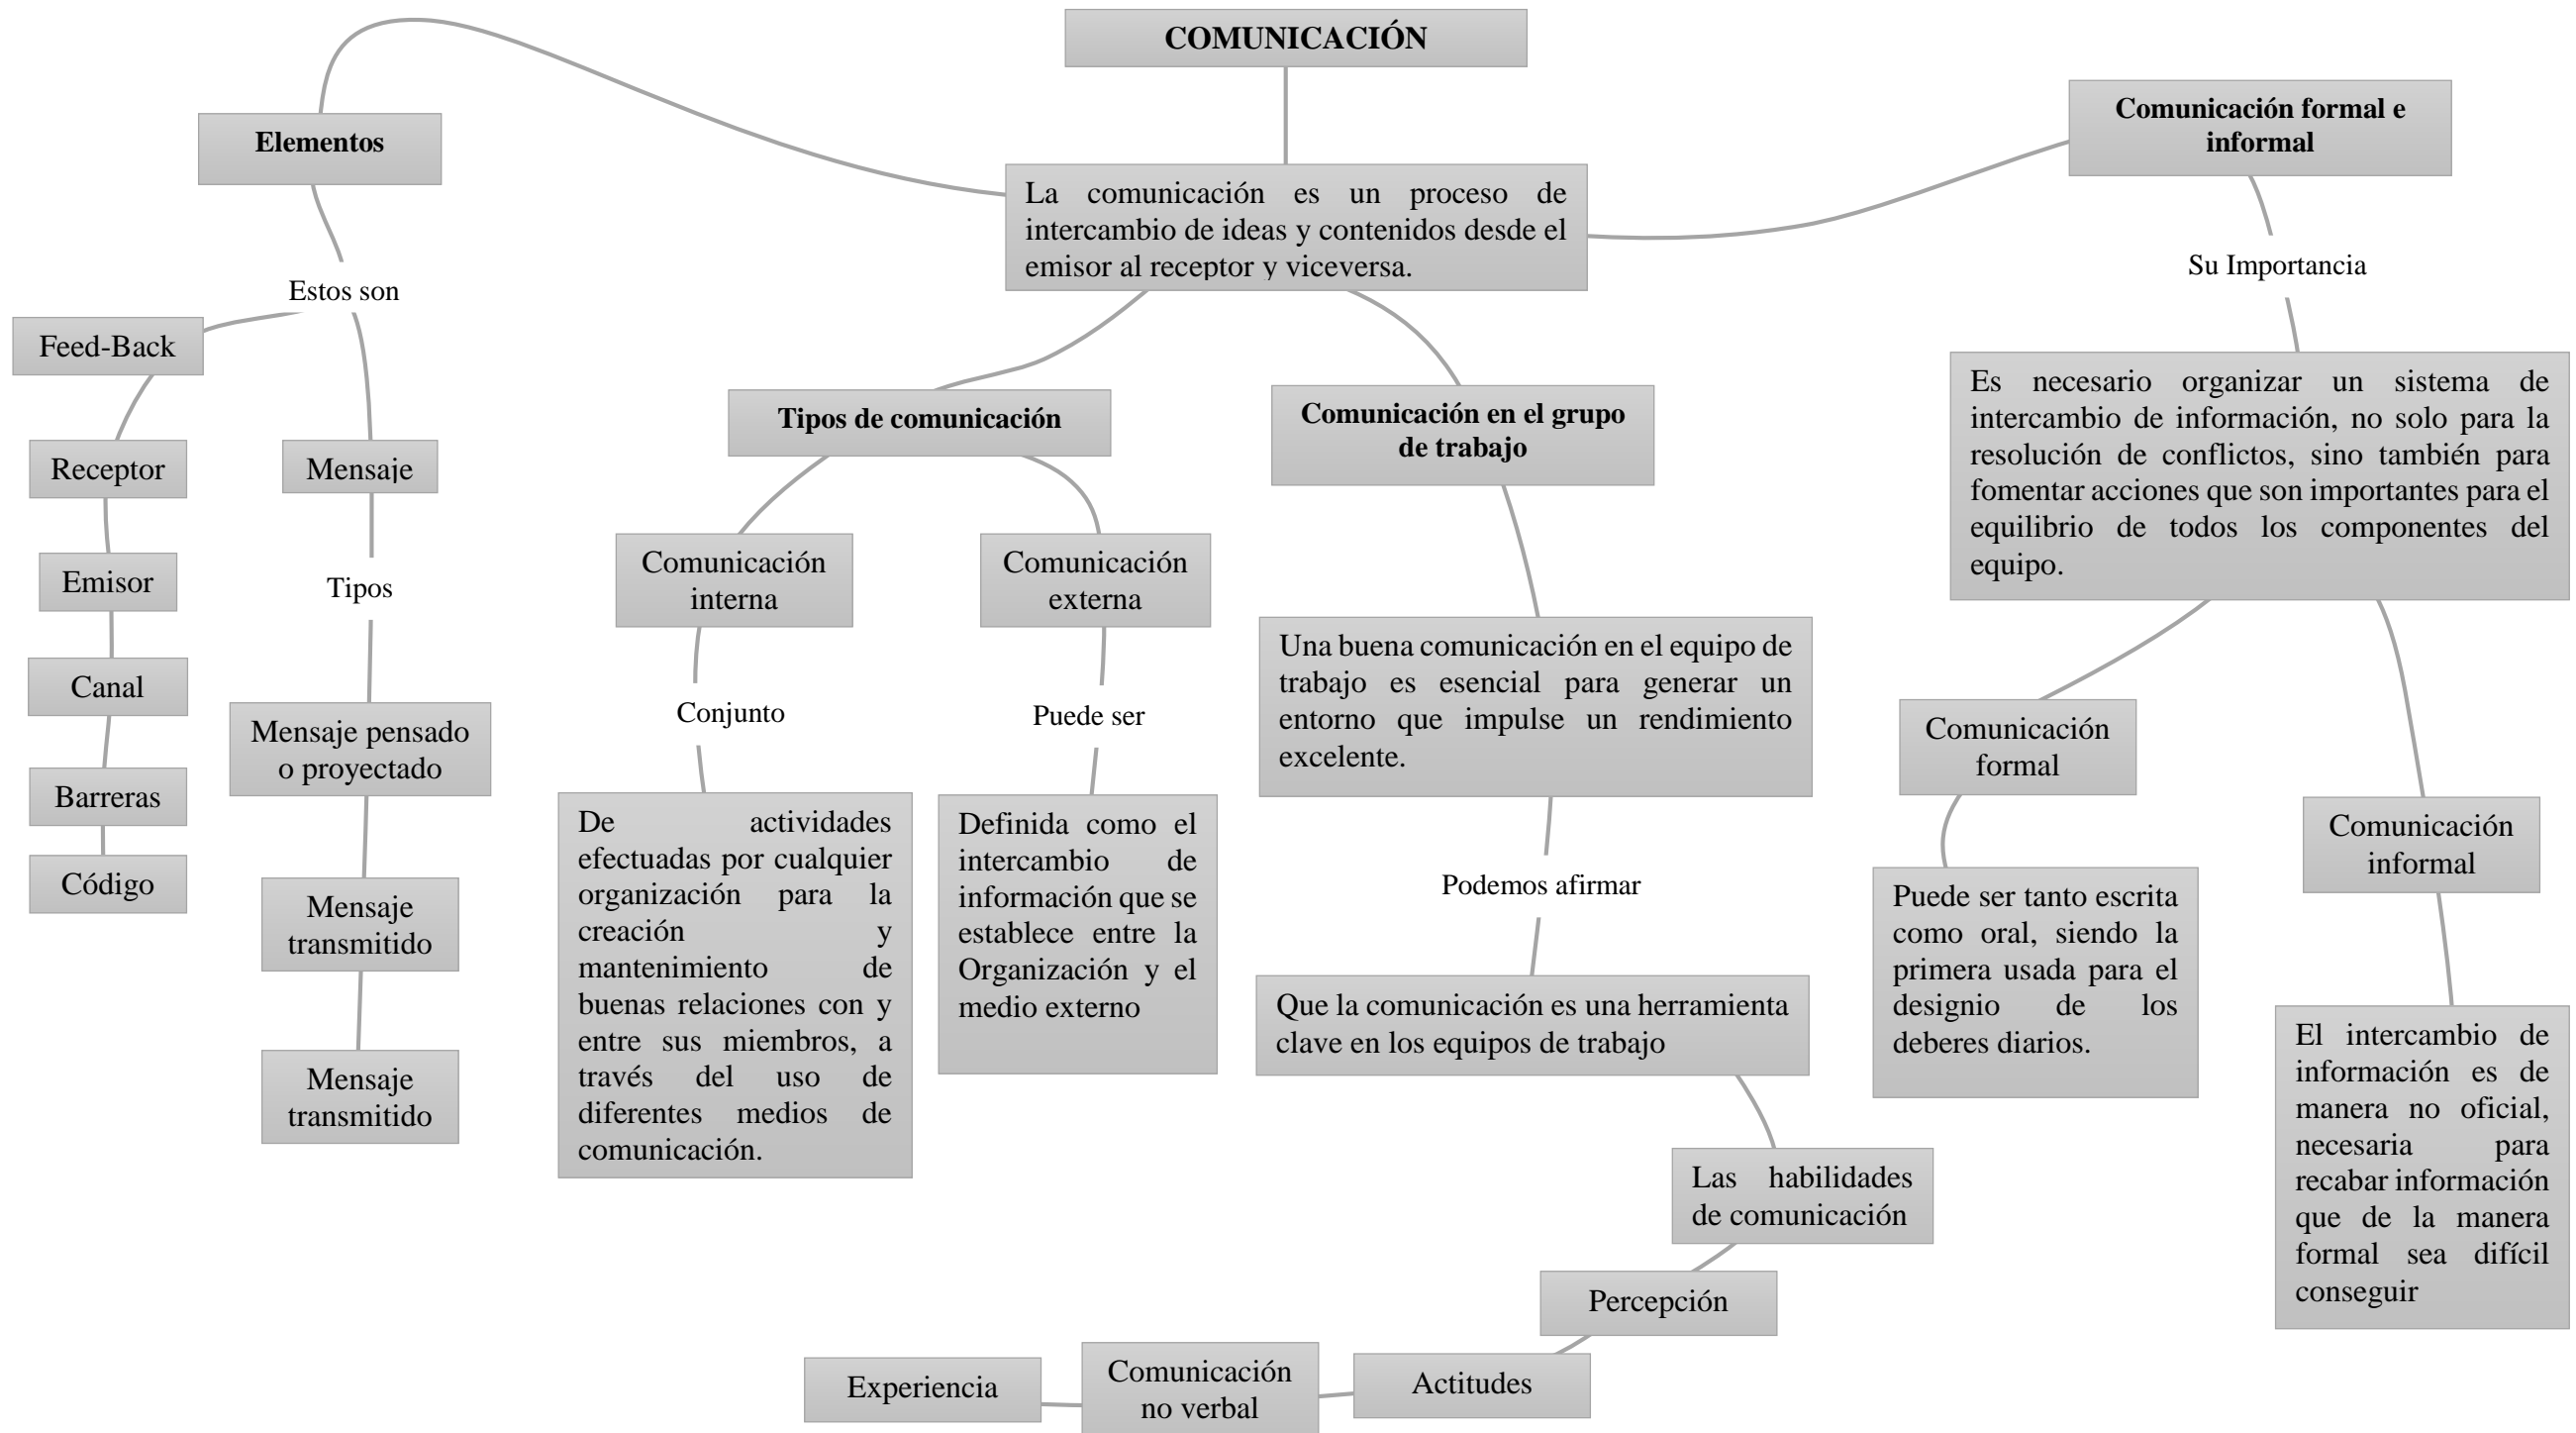 COMUNICACIÓN
Elementos
Comunicación formal e
informal
La comunicación es un proceso de
intercambio de ideas y contenidos desde el
emisor al receptor y viceversa.
Estos son
Feed-Back
Receptor
Emisor
Canal
Barreras
Código
Mensaje
Tipos
Mensaje pensado
o proyectado
Mensaje
transmitido
Mensaje
transmitido
Tipos de comunicación
Comunicación
interna
Conjunto
De actividades
efectuadas por cualquier
organización para la
creación y
mantenimiento de
buenas relaciones con y
entre sus miembros, a
través del uso de
diferentes medios de
comunicación.
Comunicación
externa
Puede ser
Definida como el
intercambio de
información que se
establece entre la
Organización y el
medio externo
Comunicación en el grupo
de trabajo
Una buena comunicación en el equipo de
trabajo es esencial para generar un
entorno que impulse un rendimiento
excelente.
Podemos afirmar
Que la comunicación es una herramienta
clave en los equipos de trabajo
Las habilidades
de comunicación
Percepción
Actitudes
Comunicación
no verbal
Experiencia
Su Importancia
Es necesario organizar un sistema de
intercambio de información, no solo para la
resolución de conflictos, sino también para
fomentar acciones que son importantes para el
equilibrio de todos los componentes del
equipo.
Comunicación
formal
Puede ser tanto escrita
como oral, siendo la
primera usada para el
designio de los
deberes diarios.
Comunicación
informal
El intercambio de
información es de
manera no oficial,
necesaria para
recabar información
que de la manera
formal sea difícil
conseguir